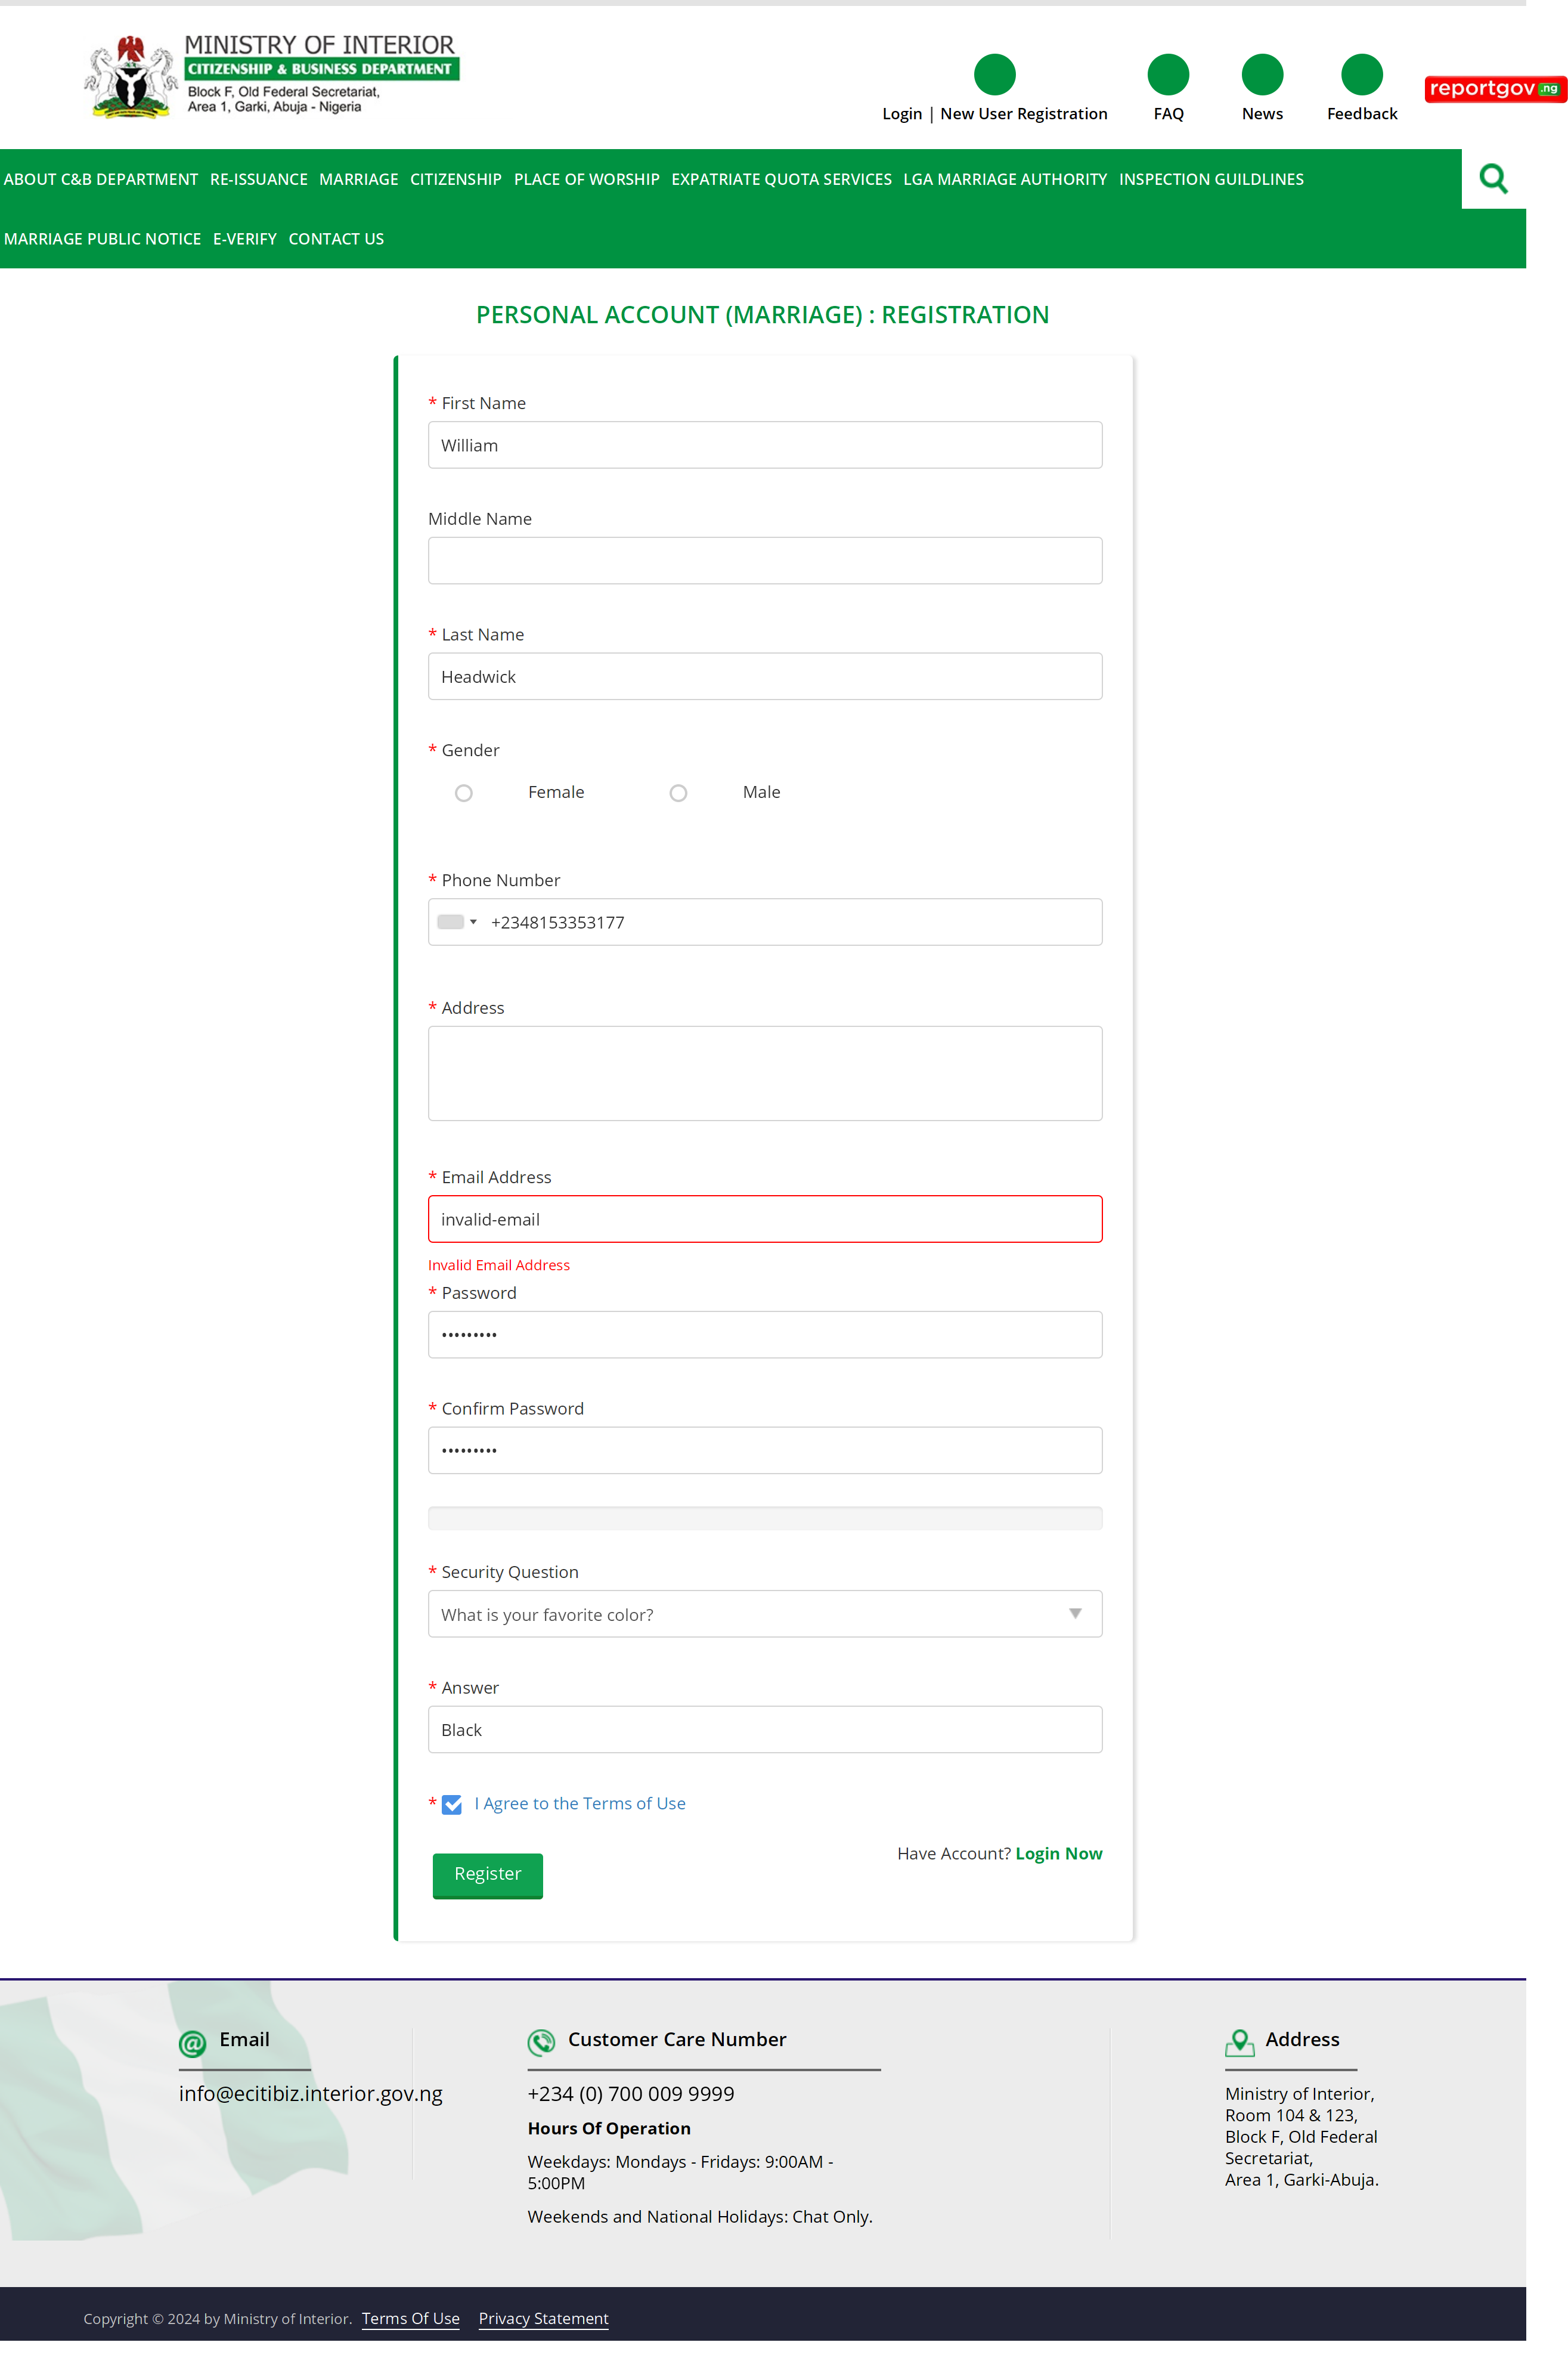 MINISTRY OF INTERIOR
CITIZENSHIP & BUSINESS DEPARTMENT
Block F, Old Federal Secretariat,
Area 1, Garki, Abuja - Nigeria
Login | New User Registration
FAQ
News
Feedback
reportgov .ng
ABOUT C&B DEPARTMENT RE-ISSUANCE MARRIAGE CITIZENSHIP PLACE OF WORSHIP EXPATRIATE QUOTA SERVICES LGA MARRIAGE AUTHORITY INSPECTION GUILDLINES
MARRIAGE PUBLIC NOTICE E-VERIFY CONTACT US
PERSONAL ACCOUNT (MARRIAGE) : REGISTRATION
* First Name
William
Middle Name
* Last Name
Headwick
* Gender
Female Male
* Phone Number
+2348153353177
* Address
* Email Address
invalid-email
Invalid Email Address
* Password
•••••••••
* Confirm Password
•••••••••
* Security Question
What is your favorite color?
* Answer
Black
* I Agree to the Terms of Use
Have Account? Login Now
Register
Email
info@ecitibiz.interior.gov.ng
Customer Care Number
+234 (0) 700 009 9999
Hours Of Operation
Weekdays: Mondays - Fridays: 9:00AM -
5:00PM
Weekends and National Holidays: Chat Only.
Address
Ministry of Interior,
Room 104 & 123,
Block F, Old Federal
Secretariat,
Area 1, Garki-Abuja.
Copyright © 2024 by Ministry of Interior. Terms Of Use Privacy Statement